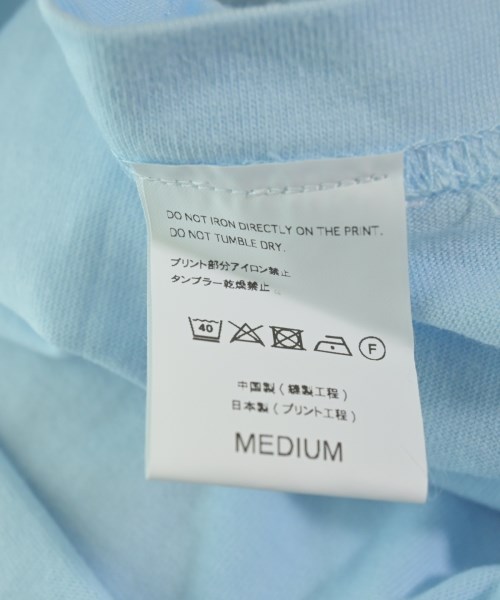 DO NOT IRON DIRECTLY ON THE PRINT.
DO NOT TUMBLE DRY.
プリント部分アイロン禁止
タンブラー乾燥禁止
40 F
中国製(縫製工程)
日本製(プリント工程)
MEDIUM